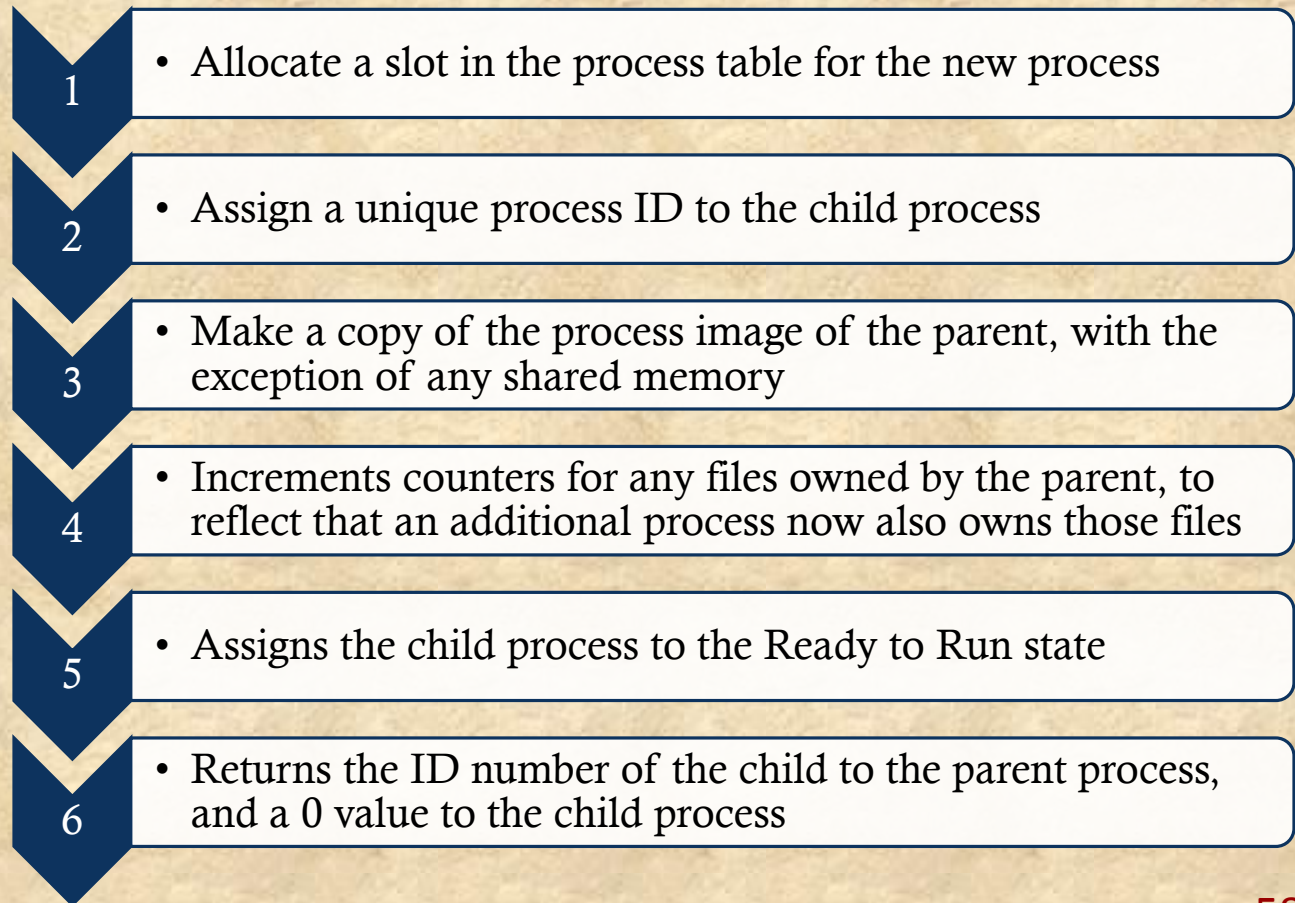 1
• Allocate a slot in the process table for the new process
2
• Assign a unique process ID to the child process
3
• Make a copy of the process image of the parent, with the
exception of any shared memory
4
• Increments counters for any files owned by the parent, to
reflect that an additional process now also owns those files
5
• Assigns the child process to the Ready to Run state
6
• Returns the ID number of the child to the parent process,
and a 0 value to the child process